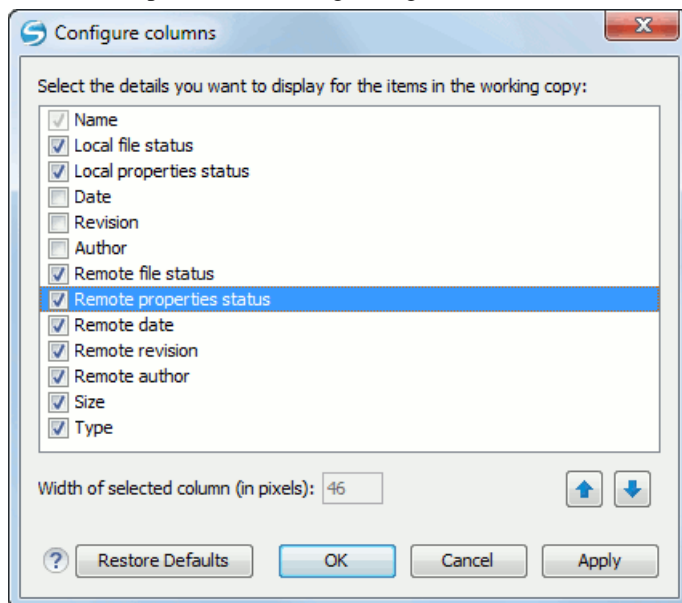 Configure columns
Select the details you want to display for the items in the working copy:
Name
Local file status
Local properties status
Date
Revision
Author
Remote file status
Remote properties status
Remote date
Remote revision
Remote author
Size
Type
Width of selected column (in pixels): 46
? Restore Defaults OK Cancel Apply